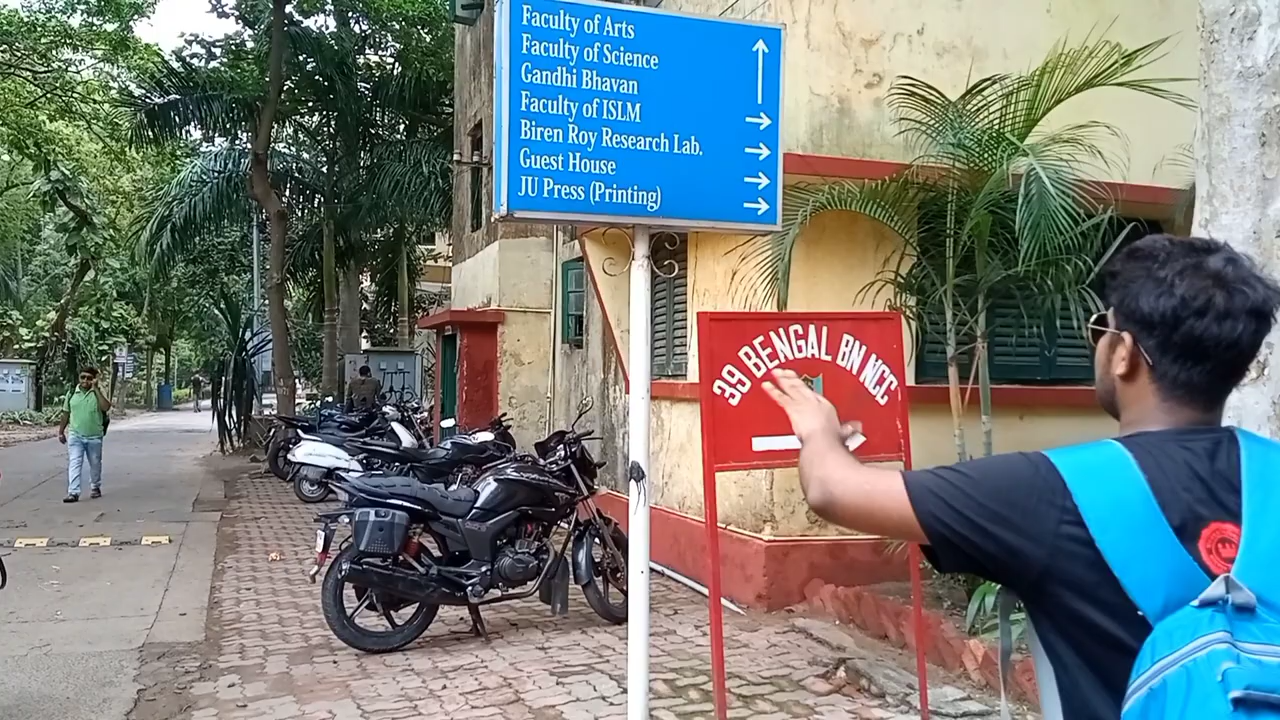 Faculty of Arts
Faculty of Science
Gandhi Bhavan
Faculty of ISLM
Biren Roy Research Lab.
Guest House
JU Press (Printing)
39 BENGAL BN NCC